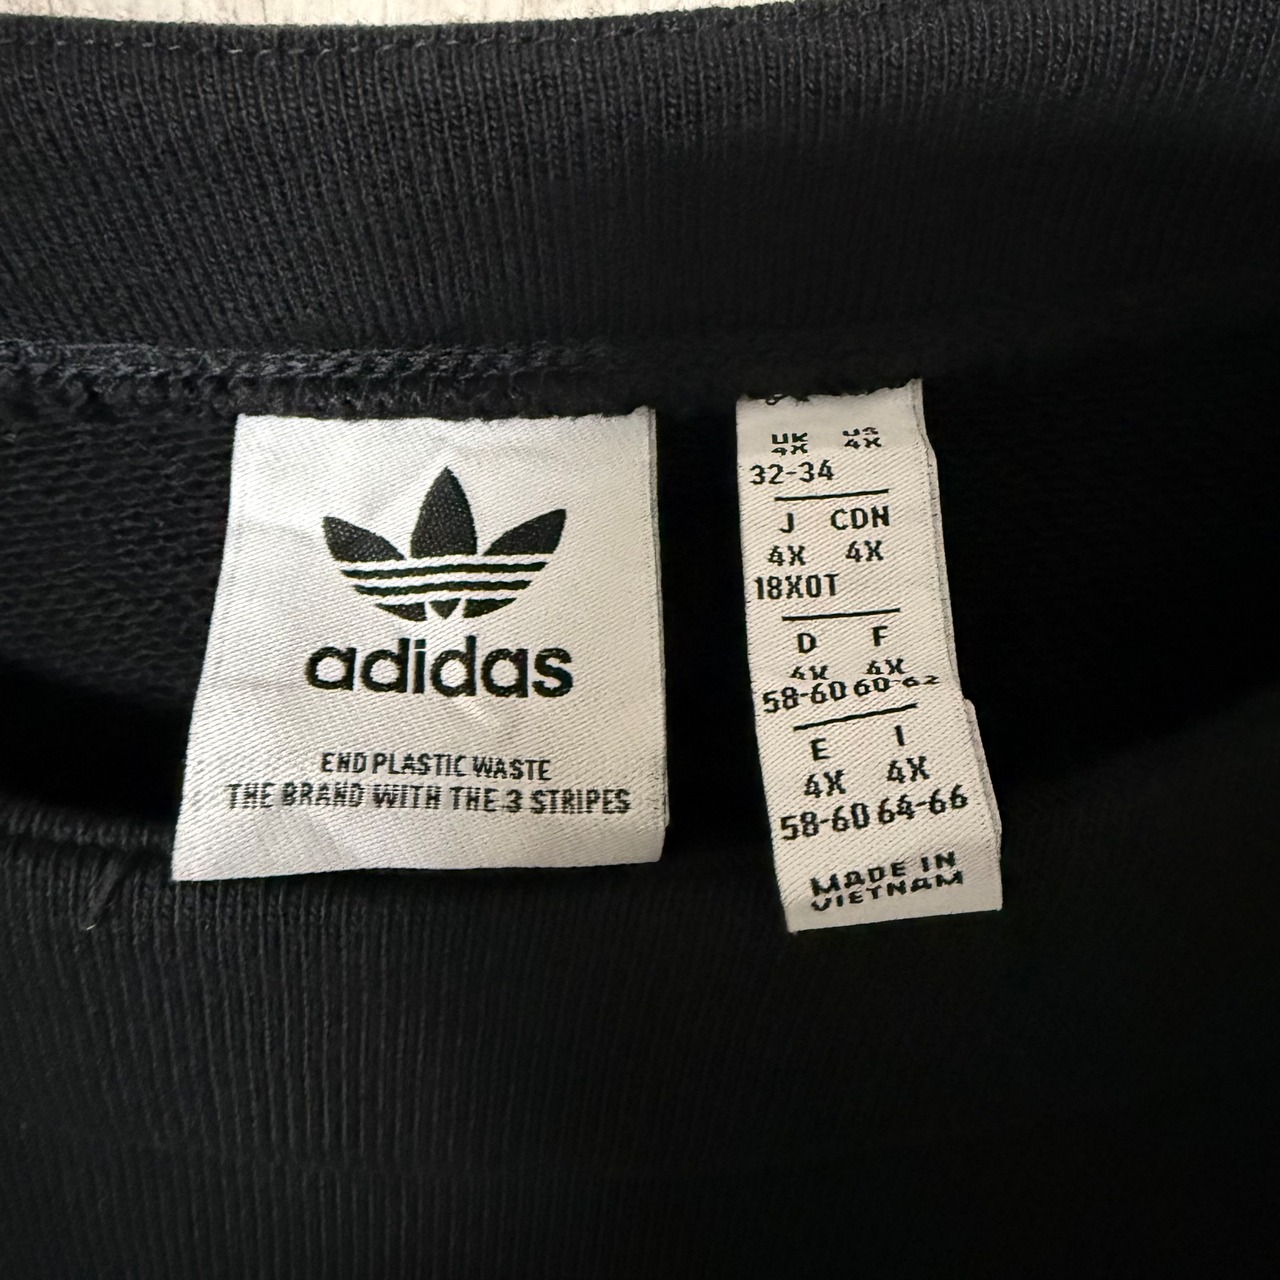 adidas
END PLASTIC WASTE
THE BRAND WITH THE 3 STRIPES
UK US
4X 4X
32-34
J CDN
4X 4X
18XOT
D F
4X 4X
58-60 60-62
E I
4X 4X
58-60 64-66
MADE IN
VIETNAM